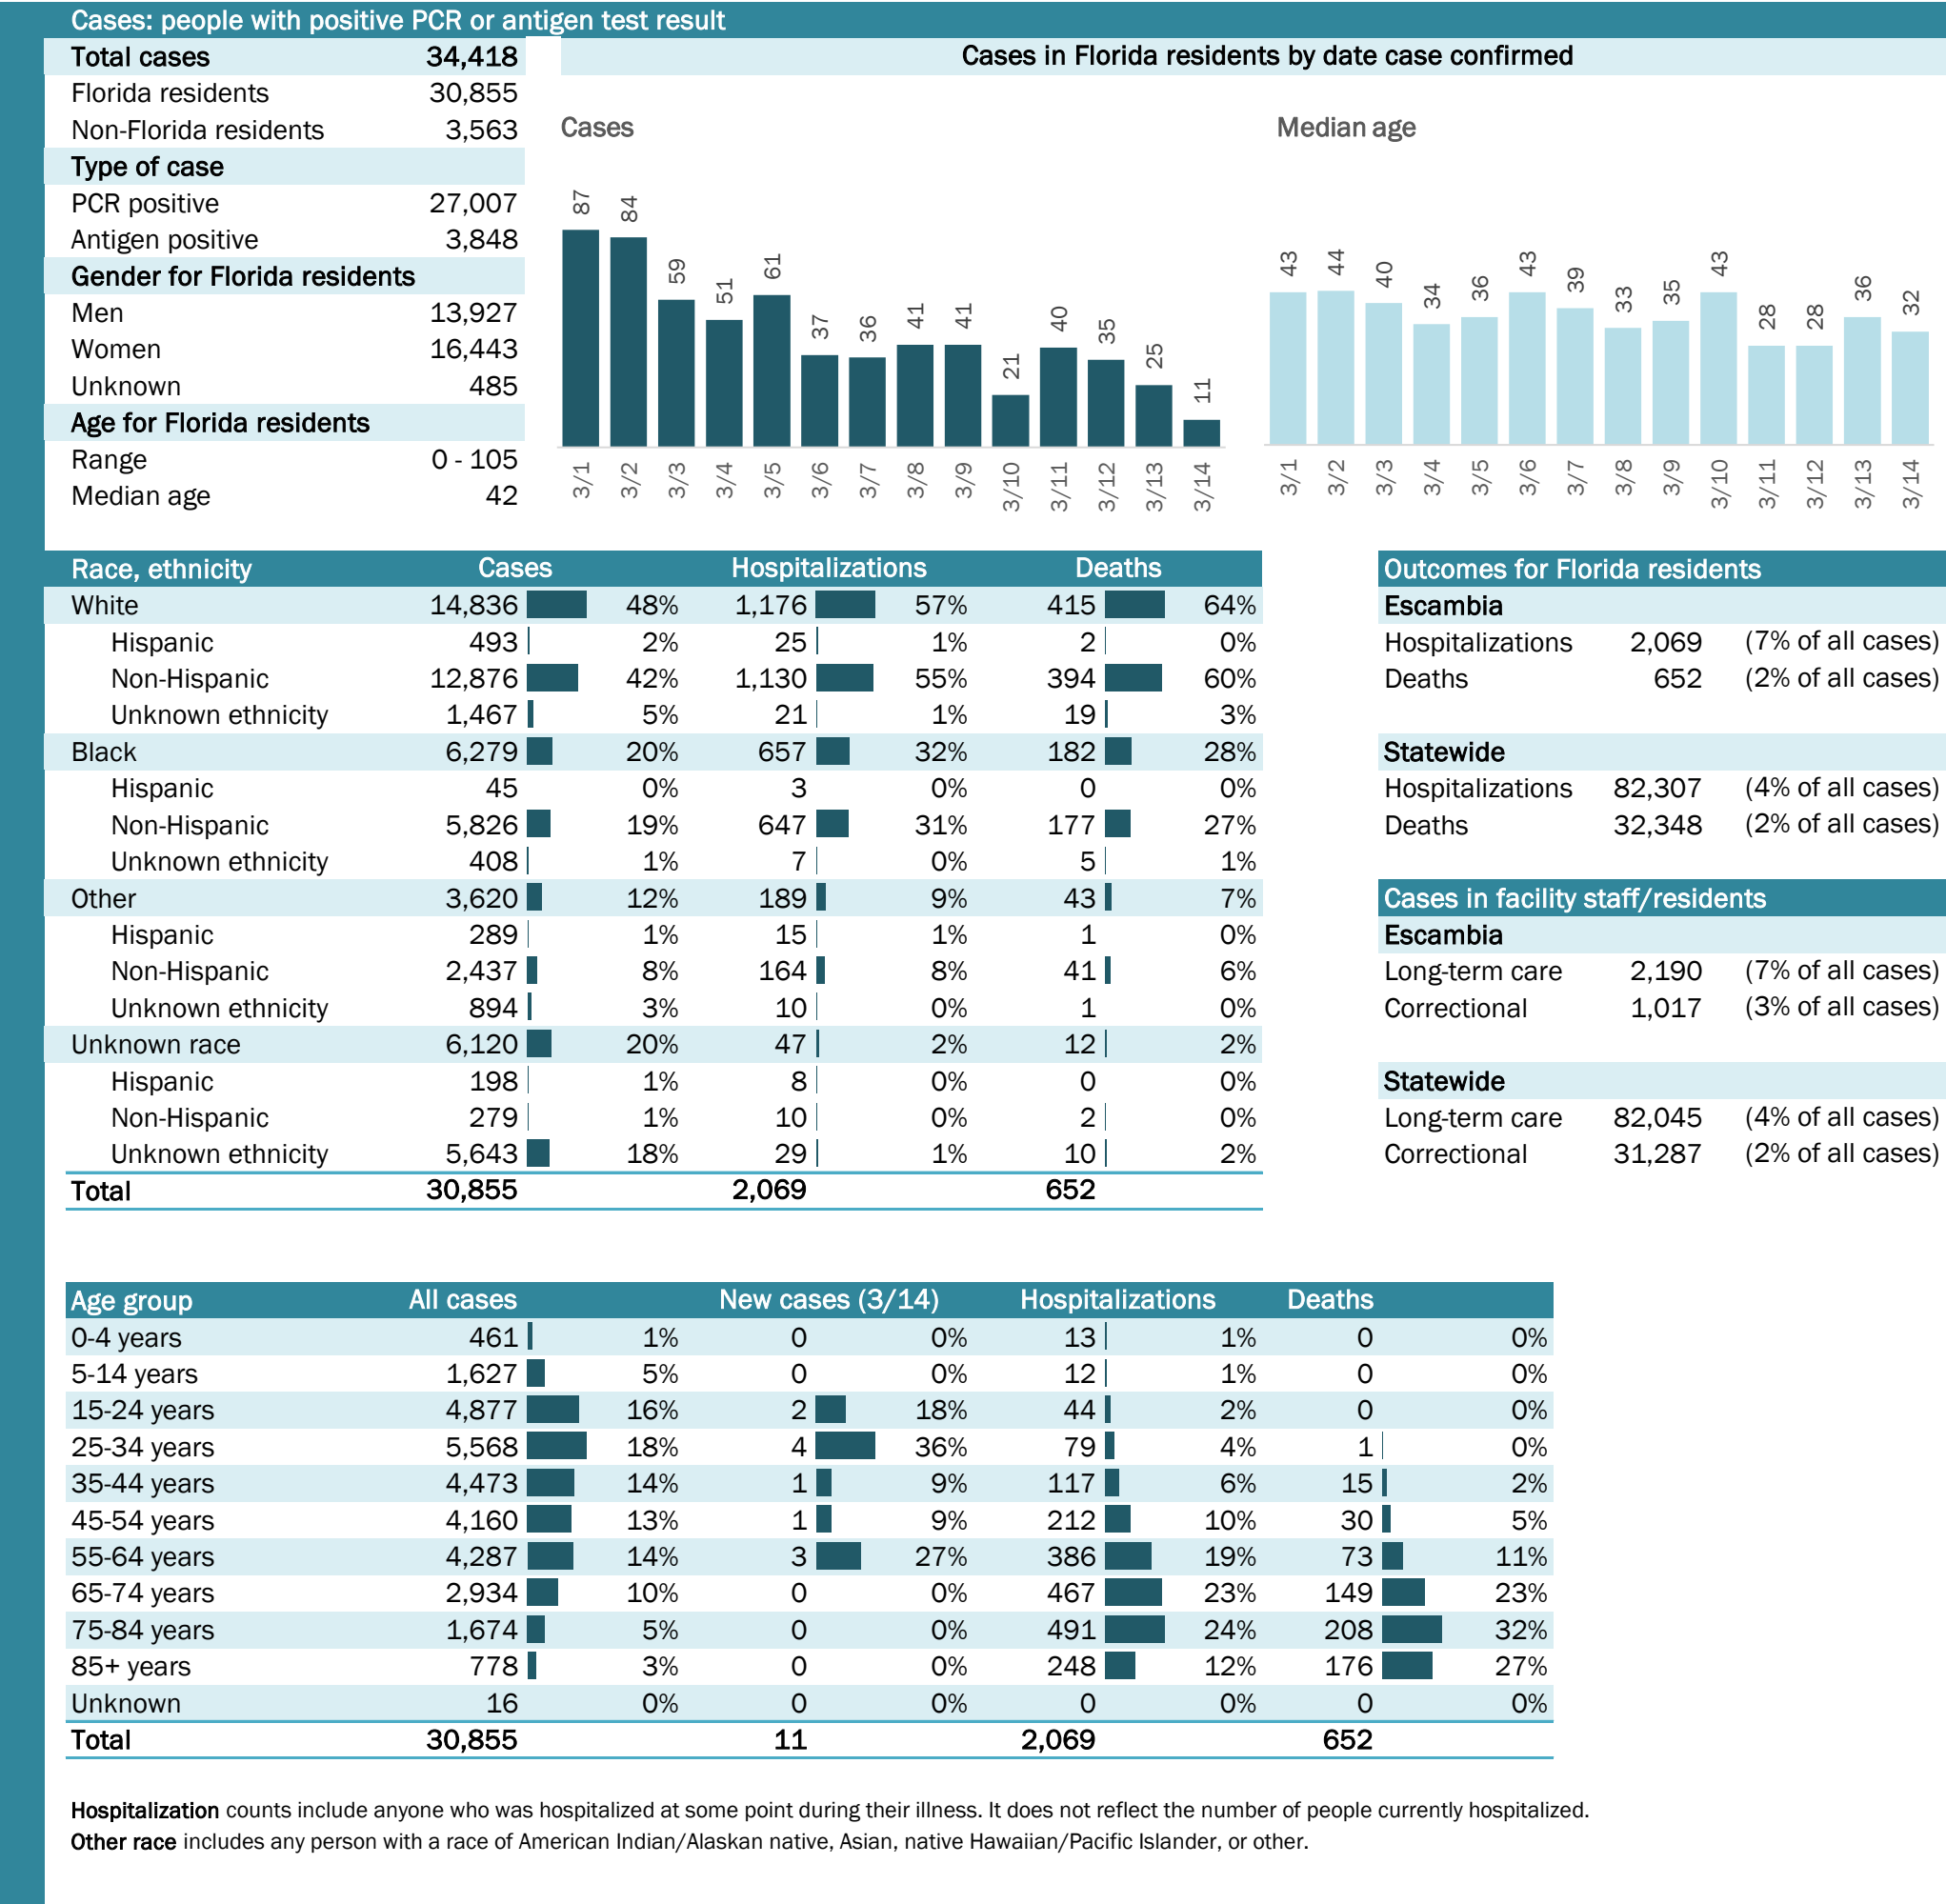 Cases: people with positive PCR or antigen test result
Total cases 34,418
Florida residents 30,855
Non-Florida residents 3,563
Type of case
PCR positive 27,007
Antigen positive 3,848
Gender for Florida residents
Men 13,927
Women 16,443
Unknown 485
Age for Florida residents
Range 0 - 105
Median age 42
Cases in Florida residents by date case confirmed
Cases
87 84 59 51 61 37 36 41 41 21 40 35 25 11
3/1 3/2 3/3 3/4 3/5 3/6 3/7 3/8 3/9 3/10 3/11 3/12 3/13 3/14
Median age
43 44 40 34 36 43 39 33 35 43 28 28 36 32
3/1 3/2 3/3 3/4 3/5 3/6 3/7 3/8 3/9 3/10 3/11 3/12 3/13 3/14
Race, ethnicity Cases Hospitalizations Deaths
White 14,836 48% 1,176 57% 415 64%
Hispanic 493 2% 25 1% 2 0%
Non-Hispanic 12,876 42% 1,130 55% 394 60%
Unknown ethnicity 1,467 5% 21 1% 19 3%
Black 6,279 20% 657 32% 182 28%
Hispanic 45 0% 3 0% 0 0%
Non-Hispanic 5,826 19% 647 31% 177 27%
Unknown ethnicity 408 1% 7 0% 5 1%
Other 3,620 12% 189 9% 43 7%
Hispanic 289 1% 15 1% 1 0%
Non-Hispanic 2,437 8% 164 8% 41 6%
Unknown ethnicity 894 3% 10 0% 1 0%
Unknown race 6,120 20% 47 2% 12 2%
Hispanic 198 1% 8 0% 0 0%
Non-Hispanic 279 1% 10 0% 2 0%
Unknown ethnicity 5,643 18% 29 1% 10 2%
Total 30,855 2,069 652
Outcomes for Florida residents
Escambia
Hospitalizations 2,069 (7% of all cases)
Deaths 652 (2% of all cases)
Statewide
Hospitalizations 82,307 (4% of all cases)
Deaths 32,348 (2% of all cases)
Cases in facility staff/residents
Escambia
Long-term care 2,190 (7% of all cases)
Correctional 1,017 (3% of all cases)
Statewide
Long-term care 82,045 (4% of all cases)
Correctional 31,287 (2% of all cases)
Age group All cases New cases (3/14) Hospitalizations Deaths
0-4 years 461 1% 0 0% 13 1% 0 0%
5-14 years 1,627 5% 0 0% 12 1% 0 0%
15-24 years 4,877 16% 2 18% 44 2% 0 0%
25-34 years 5,568 18% 4 36% 79 4% 1 0%
35-44 years 4,473 14% 1 9% 117 6% 15 2%
45-54 years 4,160 13% 1 9% 212 10% 30 5%
55-64 years 4,287 14% 3 27% 386 19% 73 11%
65-74 years 2,934 10% 0 0% 467 23% 149 23%
75-84 years 1,674 5% 0 0% 491 24% 208 32%
85+ years 778 3% 0 0% 248 12% 176 27%
Unknown 16 0% 0 0% 0 0% 0 0%
Total 30,855 11 2,069 652
Hospitalization counts include anyone who was hospitalized at some point during their illness. It does not reflect the number of people currently hospitalized.
Other race includes any person with a race of American Indian/Alaskan native, Asian, native Hawaiian/Pacific Islander, or other.